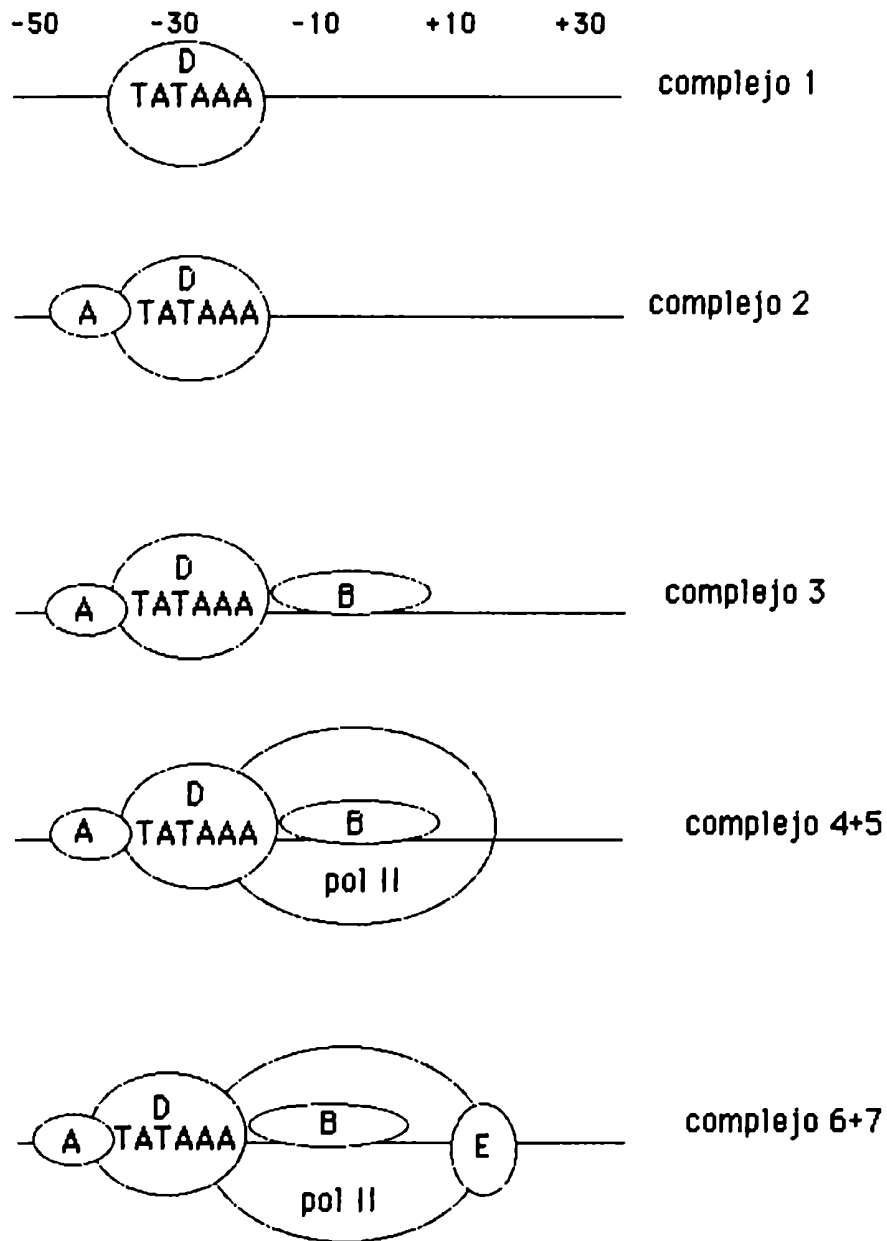 -50 -30 -10 +10 +30
D
TATAAA complejo 1
D
A TATAAA complejo 2
D
A TATAAA B complejo 3
D
A TATAAA B complejo 4+5
pol II
D
A TATAAA B E complejo 6+7
pol II